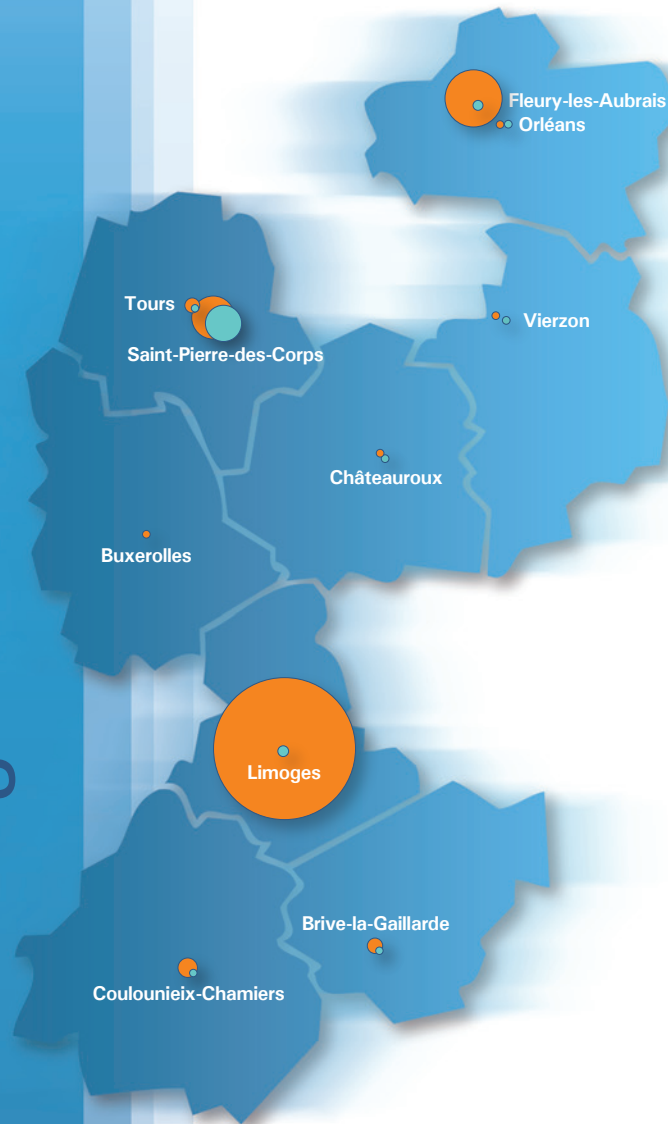 Fleury-les-Aubrais
Orléans
Tours
Vierzon
Saint-Pierre-des-Corps
Châteauroux
Buxerolles
Limoges
Brive-la-Gaillarde
Coulounieix-Chamiers